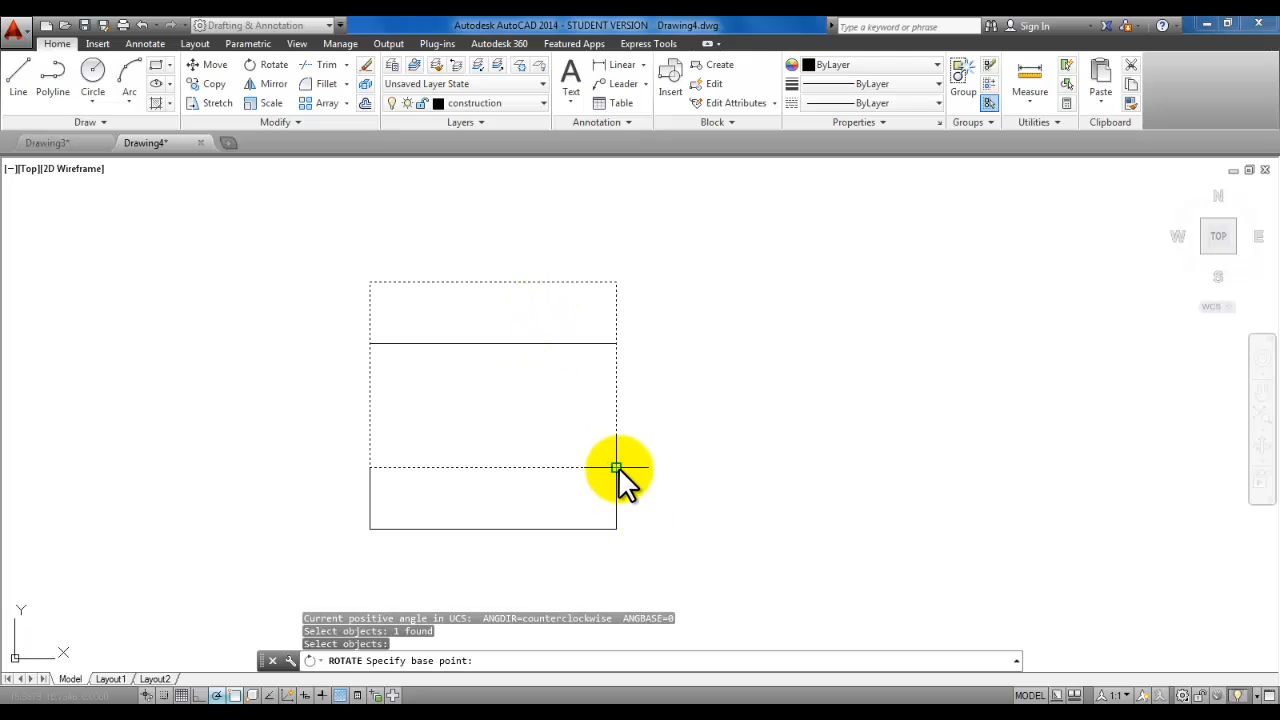 Drafting & Annotation
Autodesk AutoCAD 2014 - STUDENT VERSION Drawing4.dwg
Type a keyword or phrase
Sign In
Home Insert Annotate Layout Parametric View Manage Output Plug-ins Autodesk 360 Featured Apps Express Tools
Move Rotate Trim
Copy Mirror Fillet
Stretch Scale Array
Line Polyline Circle Arc
Unsaved Layer State
construction
Text
Linear
Leader
Table
Insert
Create
Edit
Edit Attributes
ByLayer
ByLayer
ByLayer
Group
Measure
Paste
Draw Modify Layers Annotation Block Properties Groups Utilities Clipboard
Drawing3* Drawing4*
[−][Top][2D Wireframe]
N
W TOP E
S
WCS
Y
X
Current positive angle in UCS: ANGDIR=counterclockwise ANGBASE=0
Select objects: 1 found
Select objects:
ROTATE Specify base point:
Model Layout1 Layout2
MODEL
1:1